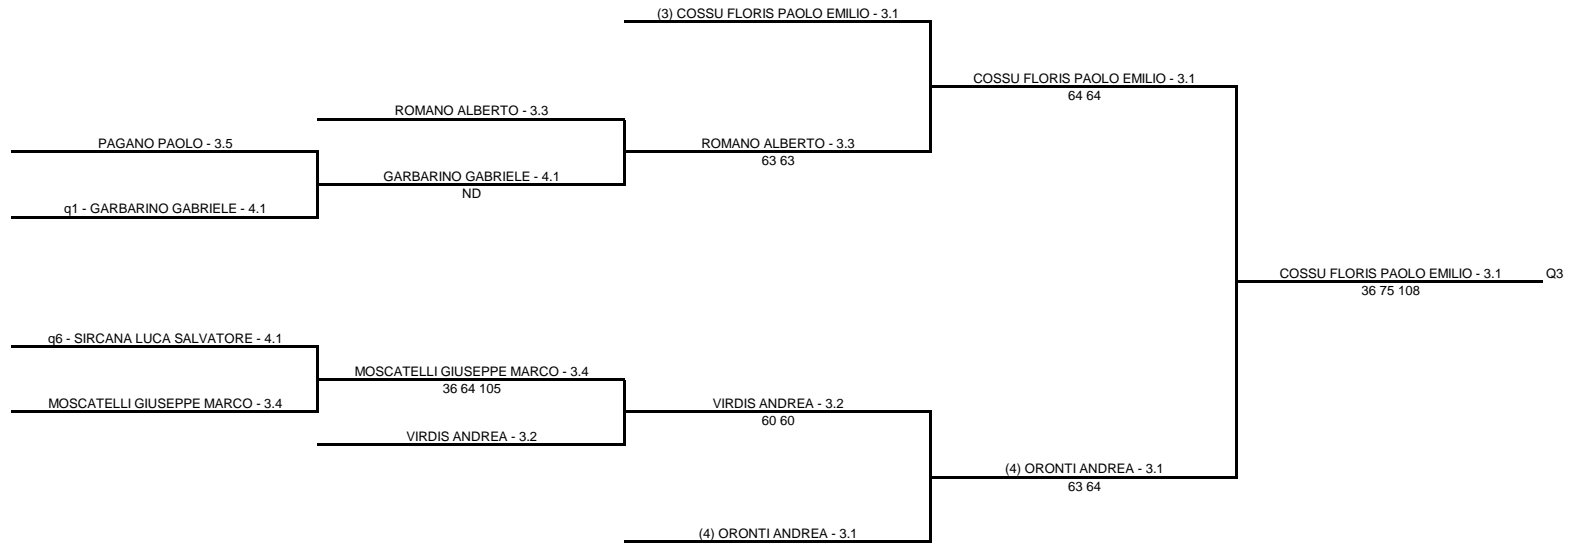 (3) COSSU FLORIS PAOLO EMILIO - 3.1
COSSU FLORIS PAOLO EMILIO - 3.1
64 64
ROMANO ALBERTO - 3.3
PAGANO PAOLO - 3.5
ROMANO ALBERTO - 3.3
63 63
GARBARINO GABRIELE - 4.1
ND
q1 - GARBARINO GABRIELE - 4.1
COSSU FLORIS PAOLO EMILIO - 3.1
Q3
36 75 108
q6 - SIRCANA LUCA SALVATORE - 4.1
MOSCATELLI GIUSEPPE MARCO - 3.4
36 64 105
MOSCATELLI GIUSEPPE MARCO - 3.4
VIRDIS ANDREA - 3.2
60 60
VIRDIS ANDREA - 3.2
(4) ORONTI ANDREA - 3.1
63 64
(4) ORONTI ANDREA - 3.1